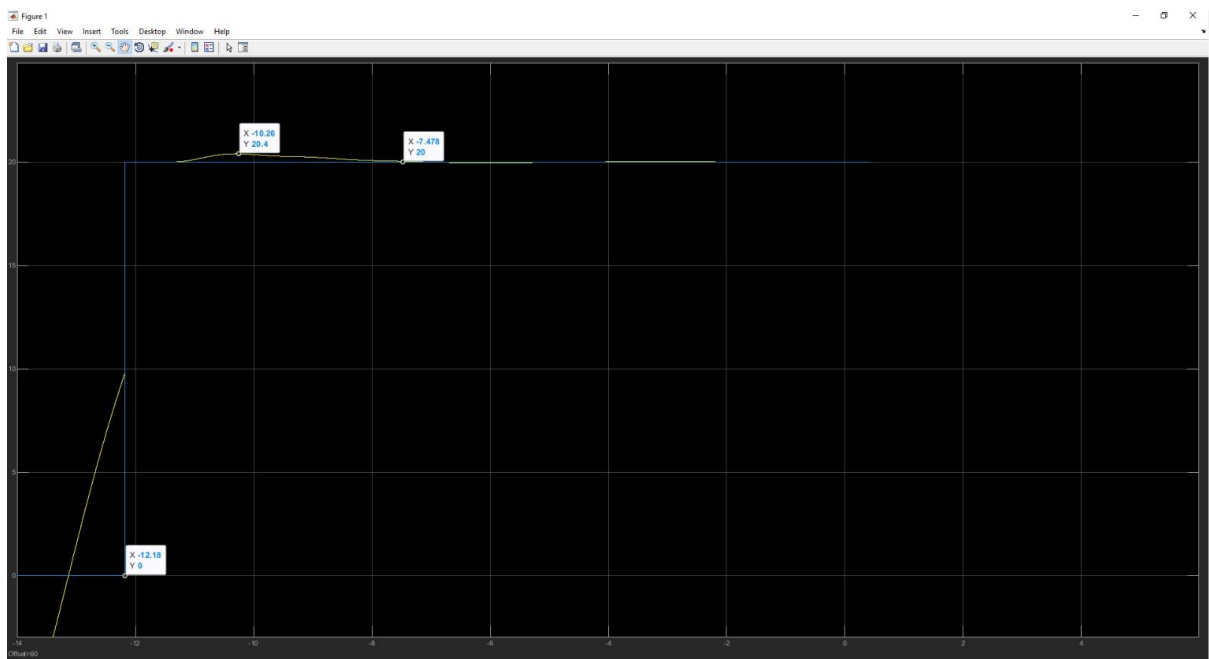 Figure 1
File Edit View Insert Tools Desktop Window Help
X -10.26
Y 20.4
X -7.478
Y 20
20
15
10
5
X -12.18
Y 0
0
-14 -12 -10 -8 -6 -4 -2 0 2 4
Offset=60